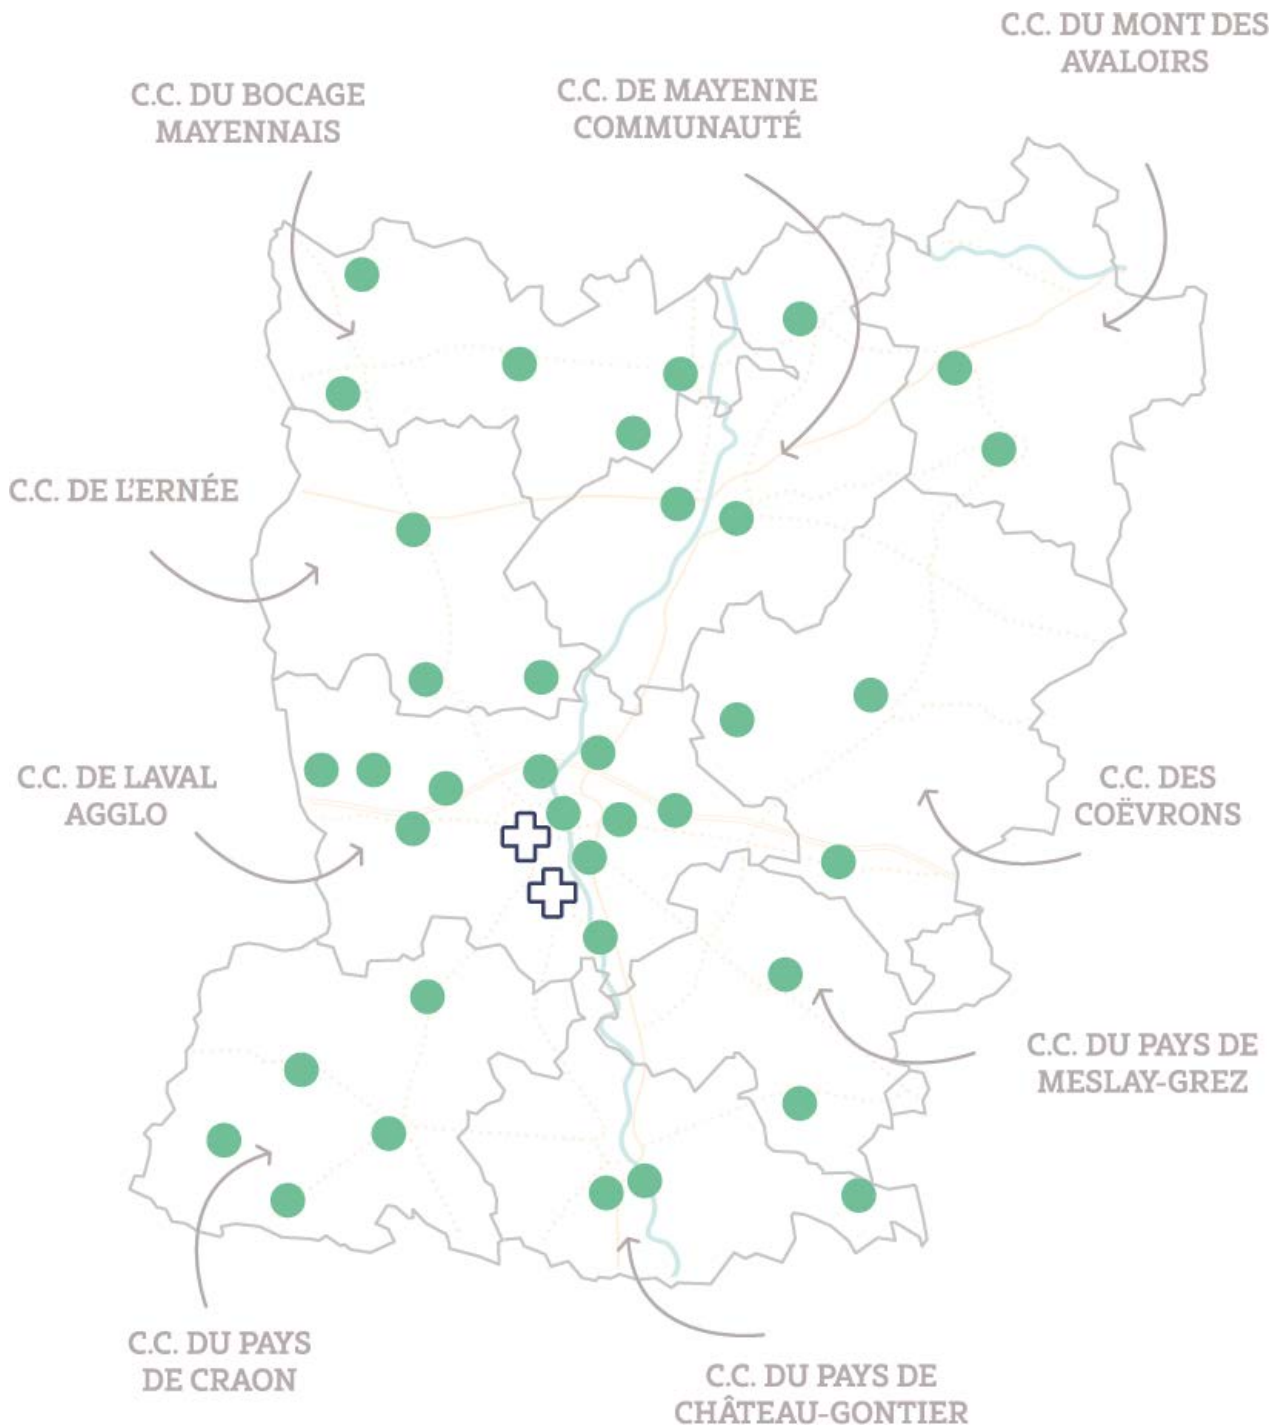 C.C. DU MONT DES
AVALOIRS
C.C. DU BOCAGE
MAYENNAIS
C.C. DE MAYENNE
COMMUNAUTÉ
C.C. DE L'ERNÉE
C.C. DE LAVAL
AGGLO
C.C. DES
COËVRONS
C.C. DU PAYS DE
MESLAY-GREZ
C.C. DU PAYS
DE CRAON
C.C. DU PAYS DE
CHÂTEAU-GONTIER